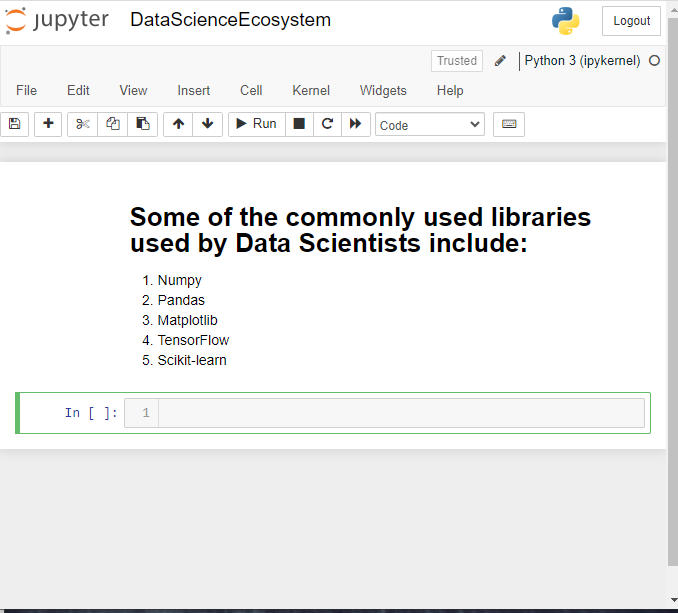 jupyter DataScienceEcosystem Logout
Trusted Python 3 (ipykernel)
File Edit View Insert Cell Kernel Widgets Help
Run Code
Some of the commonly used libraries
used by Data Scientists include:
1. Numpy
2. Pandas
3. Matplotlib
4. TensorFlow
5. Scikit-learn
In [ ]: 1